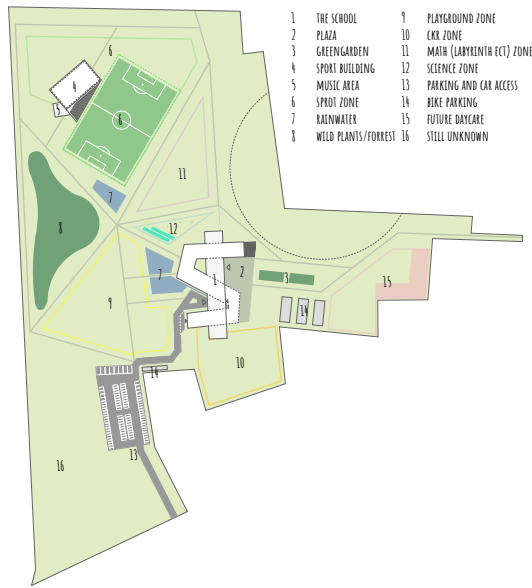 1 THE SCHOOL
2 PLAZA
3 GREENGARDEN
4 SPORT BUILDING
5 MUSIC AREA
6 SPROT ZONE
7 RAINWATER
8 WILD PLANTS/FORREST
9 PLAYGROUND ZONE
10 CKR ZONE
11 MATH (LABYRINTH ECT) ZONE
12 SCIENCE ZONE
13 PARKING AND CAR ACCESS
14 BIKE PARKING
15 FUTURE DAYCARE
16 STILL UNKNOWN
6
4
5
6
11
7
8
12
7
1
2
3
15
9
14
10
14
13
16